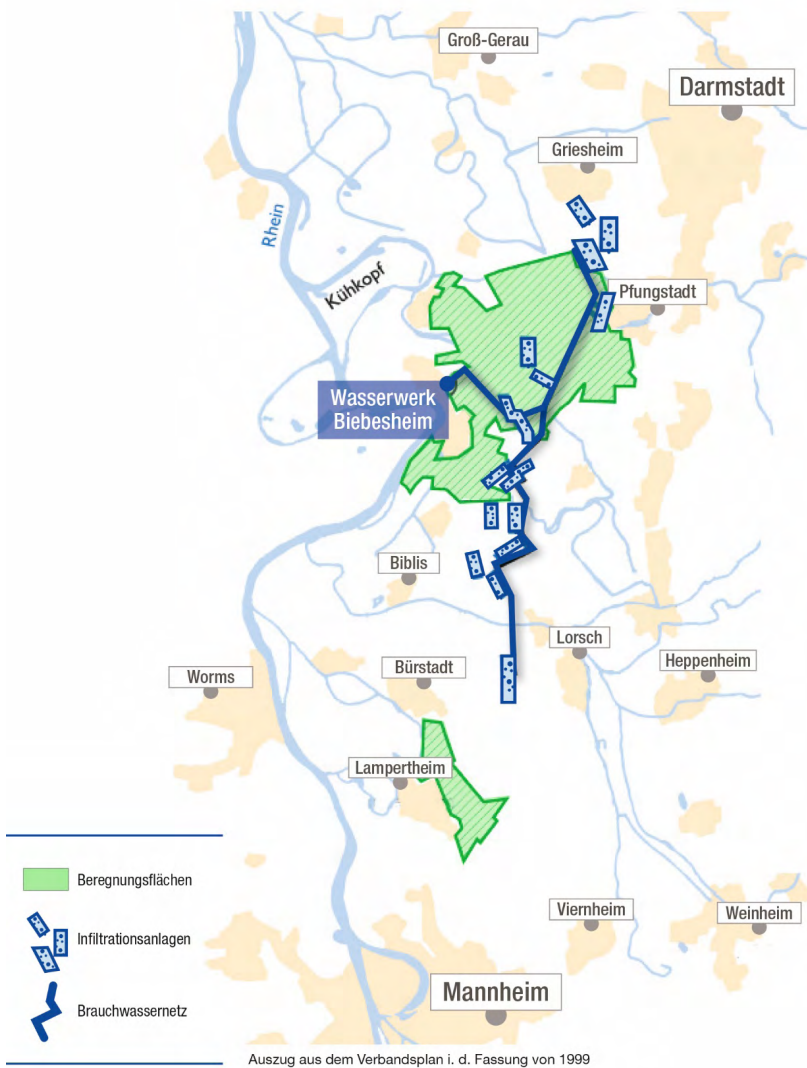 Groß-Gerau
Darmstadt
Griesheim
Rhein
Kühkopf
Pfungstadt
Wasserwerk
Biebesheim
Biblis
Lorsch
Worms
Bürstadt
Heppenheim
Lampertheim
Beregnungsflächen
Viernheim
Weinheim
Infiltrationsanlagen
Mannheim
Brauchwassernetz
Auszug aus dem Verbandsplan i. d. Fassung von 1999